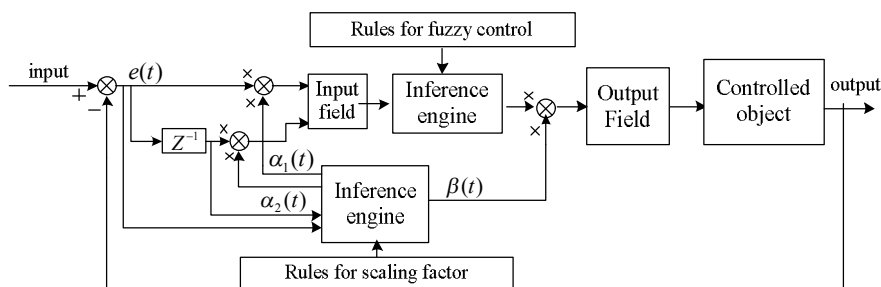 Rules for fuzzy control
input
+
−
e(t)
×
×
Input
field
Inference
engine
×
×
Output
Field
Controlled
object
output
Z⁻¹
×
×
α₁(t)
α₂(t)
Inference
engine
β(t)
Rules for scaling factor